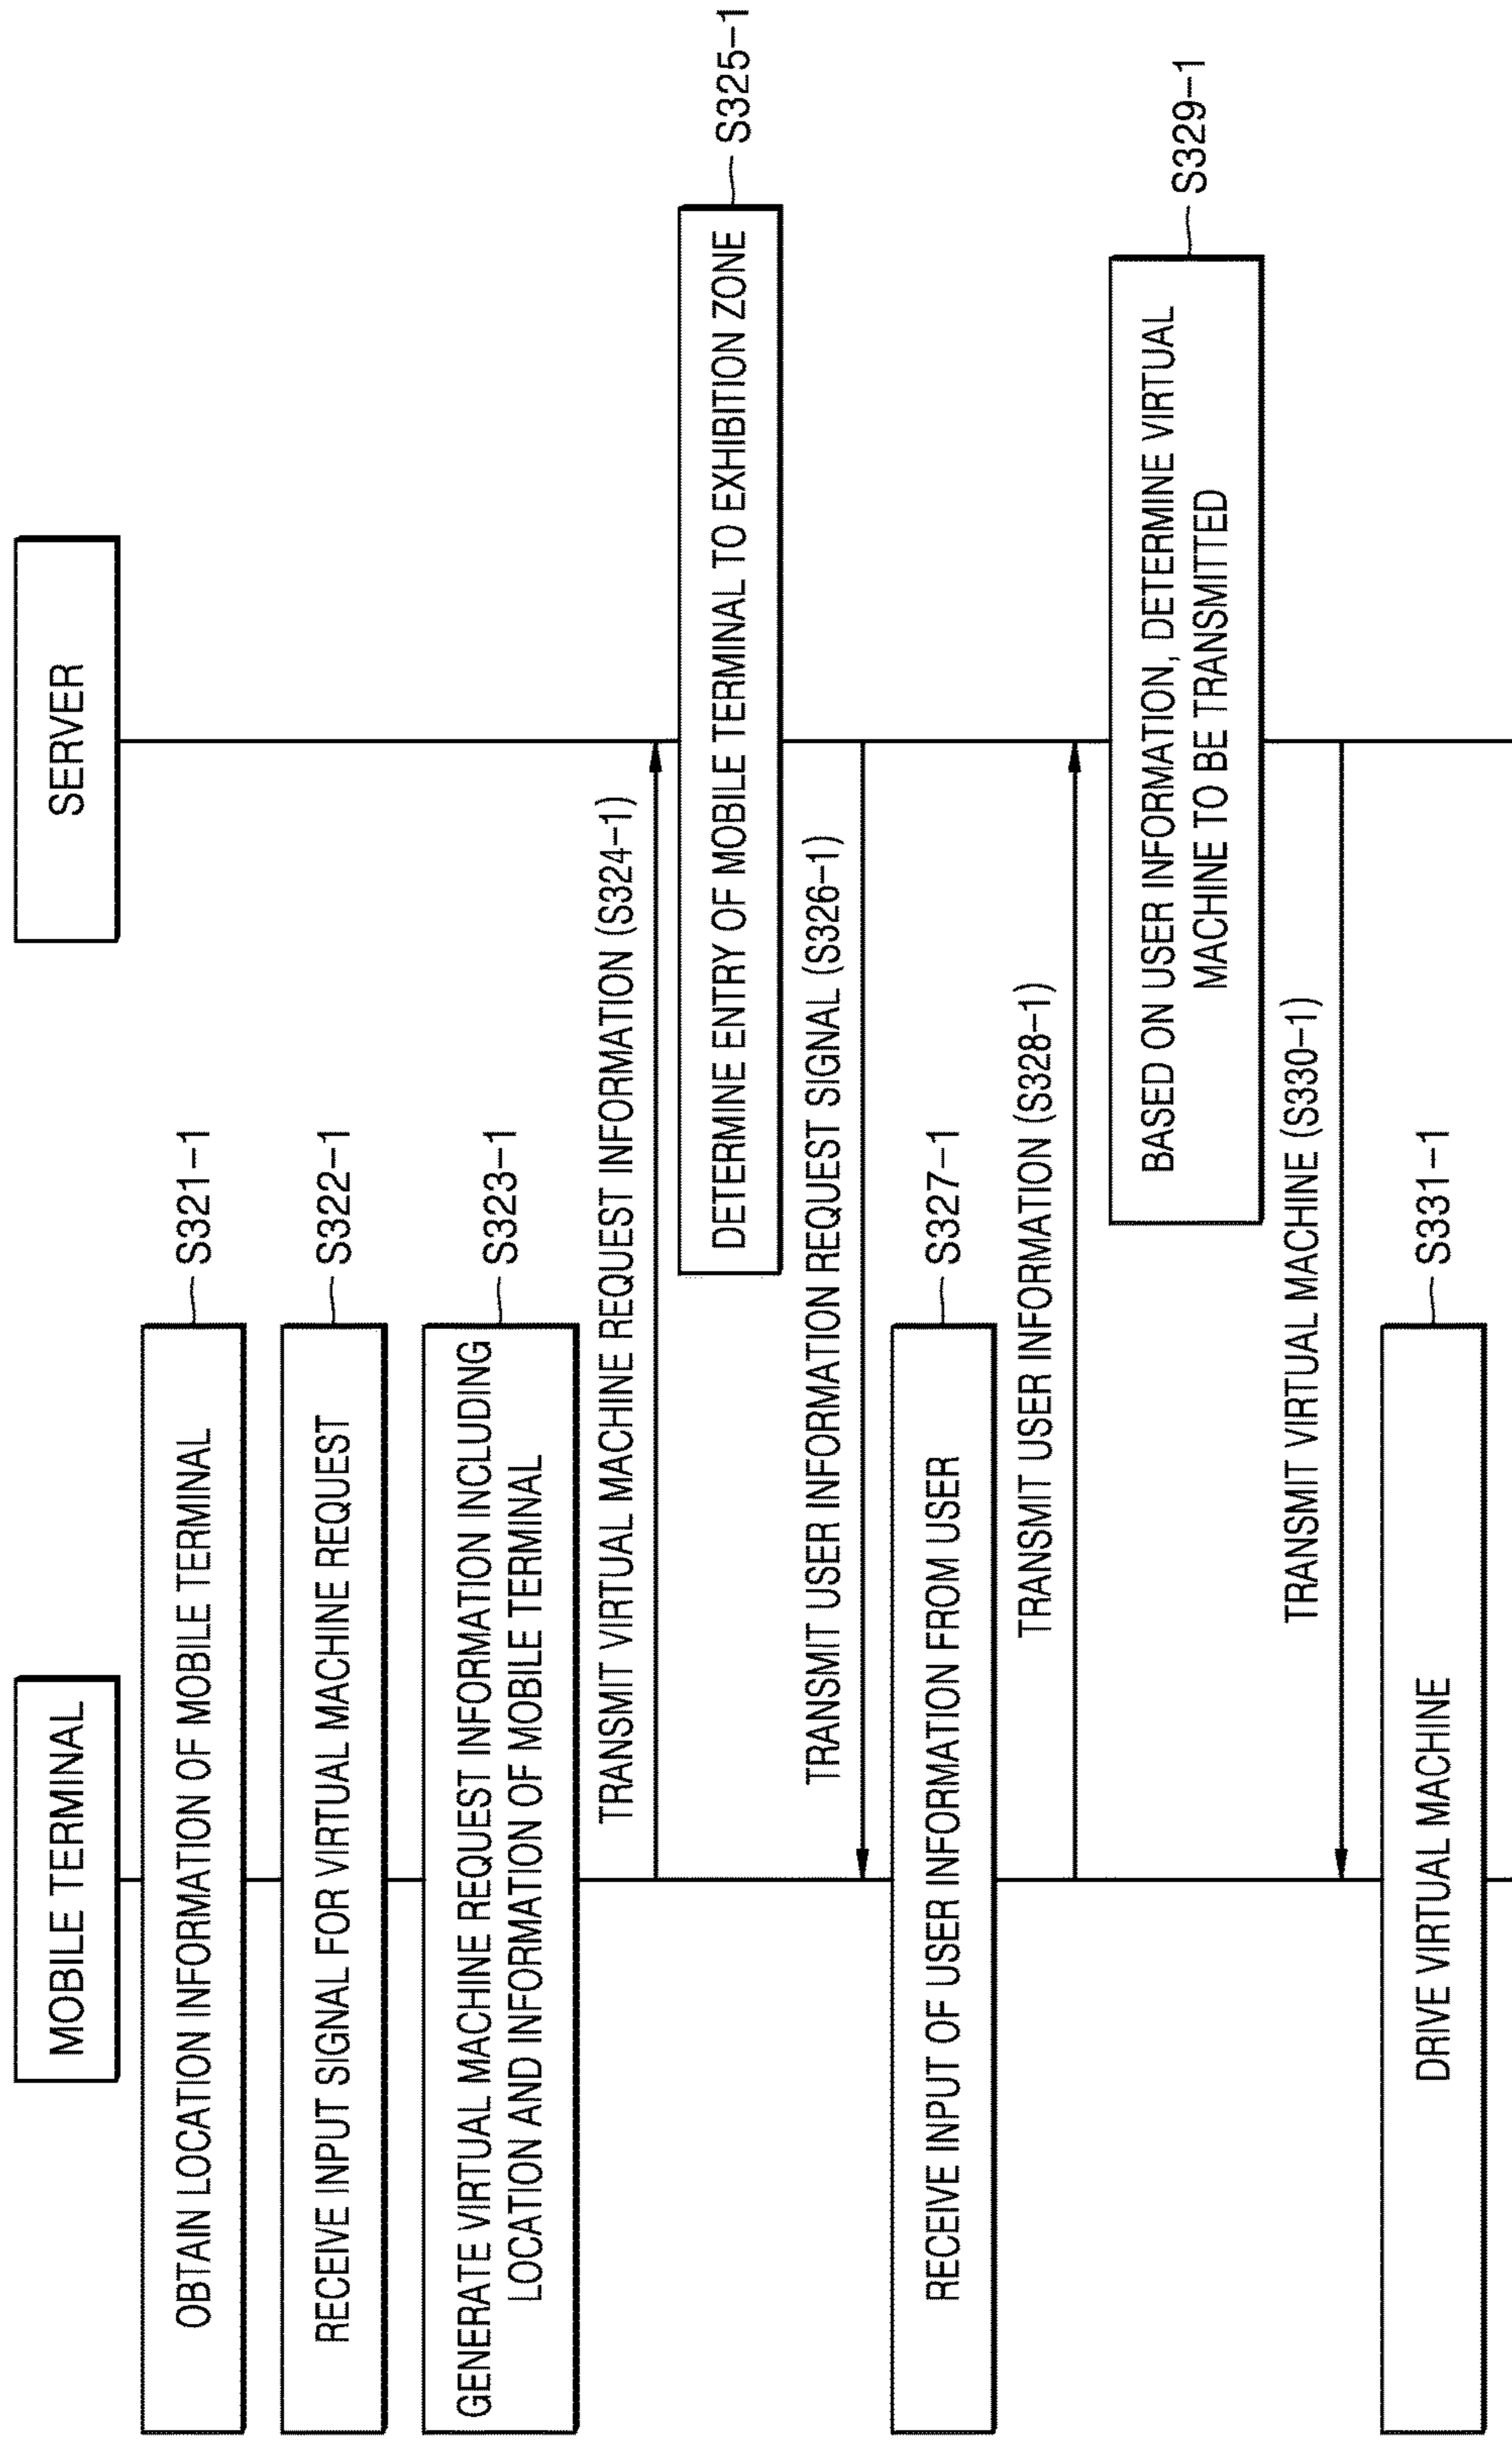 MOBILE TERMINAL
SERVER
OBTAIN LOCATION INFORMATION OF MOBILE TERMINAL
S321-1
RECEIVE INPUT SIGNAL FOR VIRTUAL MACHINE REQUEST
S322-1
GENERATE VIRTUAL MACHINE REQUEST INFORMATION INCLUDING
LOCATION AND INFORMATION OF MOBILE TERMINAL
S323-1
TRANSMIT VIRTUAL MACHINE REQUEST INFORMATION (S324-1)
DETERMINE ENTRY OF MOBILE TERMINAL TO EXHIBITION ZONE
S325-1
TRANSMIT USER INFORMATION REQUEST SIGNAL (S326-1)
RECEIVE INPUT OF USER INFORMATION FROM USER
S327-1
TRANSMIT USER INFORMATION (S328-1)
BASED ON USER INFORMATION, DETERMINE VIRTUAL
MACHINE TO BE TRANSMITTED
S329-1
TRANSMIT VIRTUAL MACHINE (S330-1)
DRIVE VIRTUAL MACHINE
S331-1